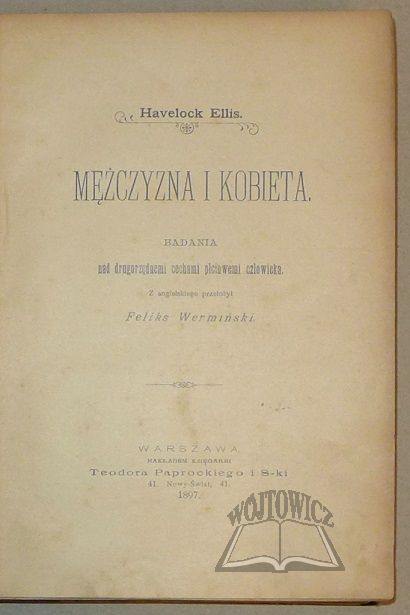 Havelock Ellis.
MĘŻCZYZNA I KOBIETA.
BADANIA
nad drugorzędnemi cechami płciowemi człowieka.
Z angielskiego przełożył
Feliks Wermiński.
WARSZAWA
NAKŁADEM KSIĘGARNI
Teodora Paprockiego i S-ki
41. Nowy-Świat, 41.
1897.
WÓJTOWICZ